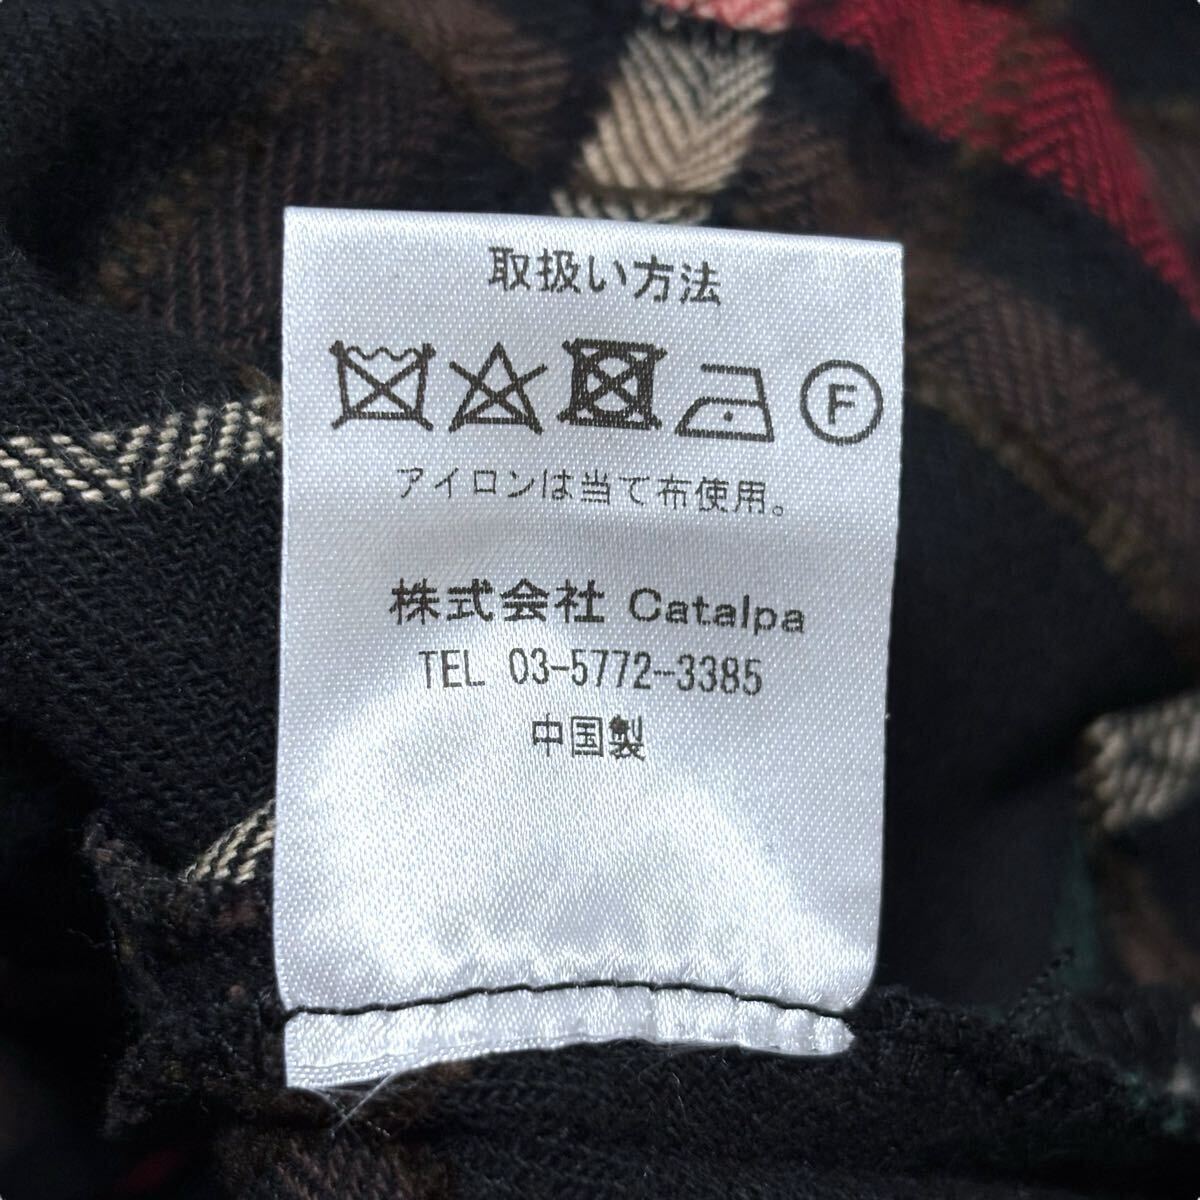 取扱い方法
F
アイロンは当て布使用。
株式会社 Catalpa
TEL 03-5772-3385
中国製